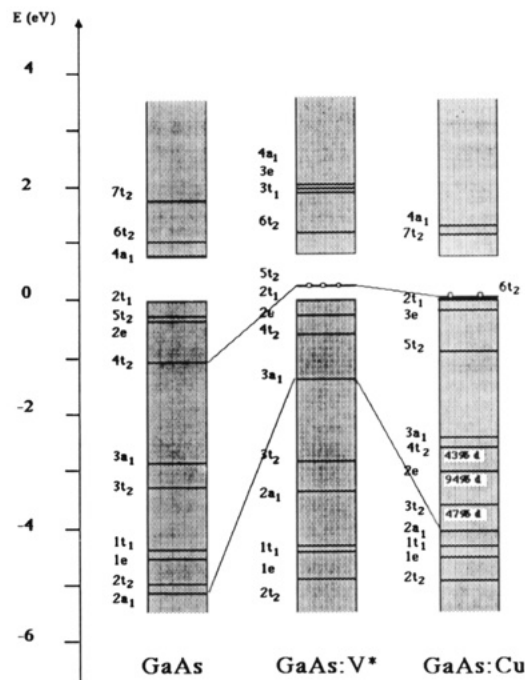 E (eV)
4
2
0
-2
-4
-6
7t₂
6t₂
4a₁
2t₁
5t₂
2e
4t₂
3a₁
3t₂
1t₁
1e
2t₂
2a₁
GaAs
4a₁
3e
3t₁
6t₂
5t₂
2t₁
2e
4t₂
3a₁
3t₂
2a₁
1t₁
1e
2t₂
GaAs:V*
4a₁
7t₂
6t₂
2t₁
3e
5t₂
3a₁
4t₂
43% d
2e
94% d
3t₂
47% d
2a₁
1t₁
1e
2t₂
GaAs:Cu